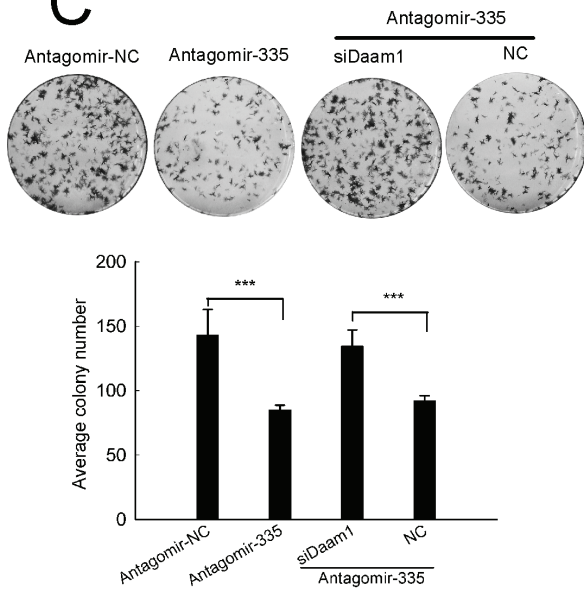 C
Antagomir-335
Antagomir-NC Antagomir-335 siDaam1 NC
200
150
100
50
0
Average colony number
***
***
Antagomir-NC Antagomir-335 siDaam1 NC
Antagomir-335